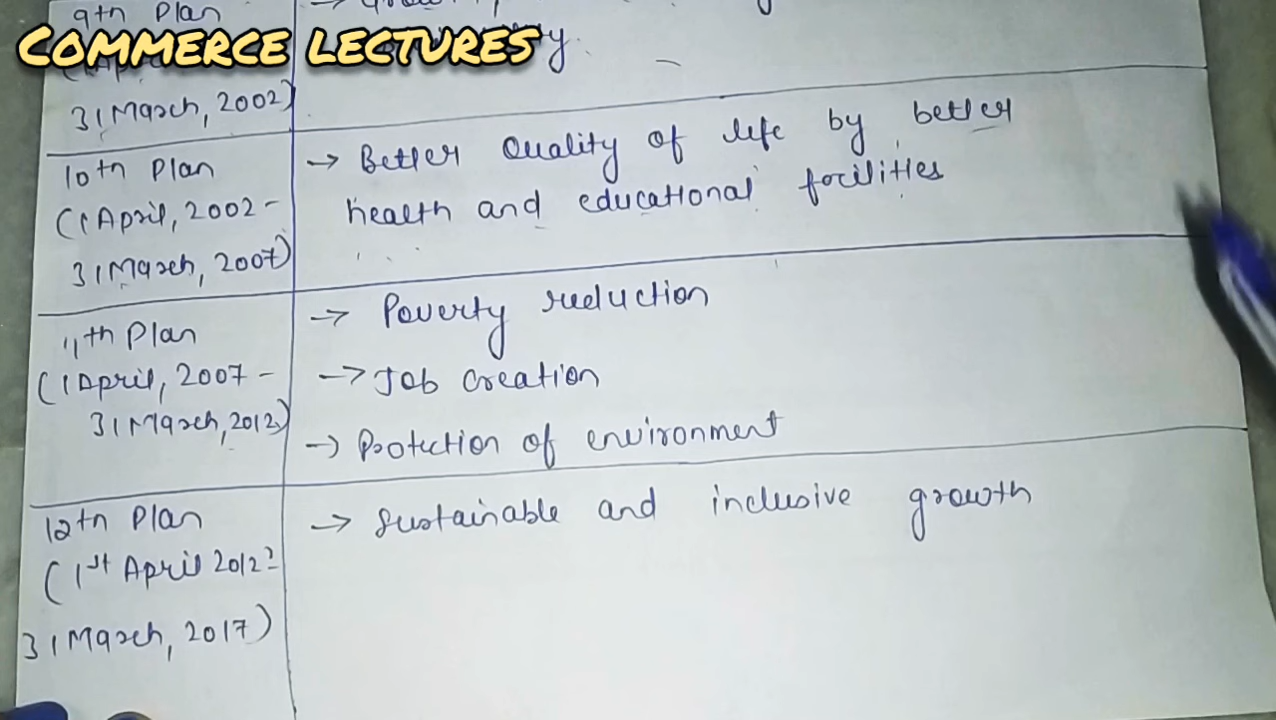 9th Plan
COMMERCE LECTURES
31 March, 2002)
10th Plan
(1 April, 2002 -
31 March, 2007)
→ Better Quality of life by better
health and educational facilities
11th Plan
(1 April, 2007 -
31 March, 2012)
→ Poverty reduction
→ Job creation
→ Protection of environment
12th Plan
(1st April 2012 -
31 March, 2017)
→ Sustainable and inclusive growth